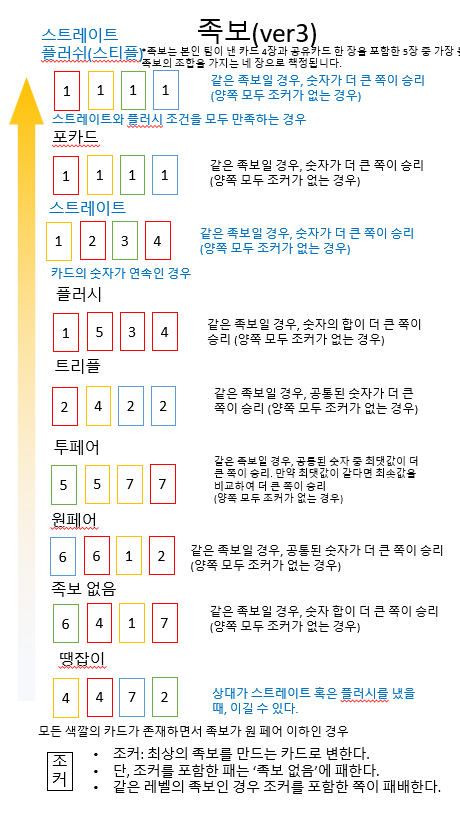 족보(ver3)
스트레이트
플러쉬(스티플)
*족보는 본인 팀이 낸 카드 4장과 공유카드 한 장을 포함한 5장 중 가장
족보의 조합을 가지는 네 장으로 책정됩니다.
1 1 1 1
같은 족보일 경우, 숫자가 더 큰 쪽이 승리
(양쪽 모두 조커가 없는 경우)
스트레이트와 플러시 조건을 모두 만족하는 경우
포카드
1 1 1 1
같은 족보일 경우, 숫자가 더 큰 쪽이 승리
(양쪽 모두 조커가 없는 경우)
스트레이트
1 2 3 4
같은 족보일 경우, 숫자가 더 큰 쪽이 승리
(양쪽 모두 조커가 없는 경우)
카드의 숫자가 연속인 경우
플러시
1 5 3 4
같은 족보일 경우, 숫자의 합이 더 큰 쪽이
승리 (양쪽 모두 조커가 없는 경우)
트리플
2 4 2 2
같은 족보일 경우, 공통된 숫자가 더 큰
쪽이 승리 (양쪽 모두 조커가 없는 경우)
투페어
5 5 7 7
같은 족보일 경우, 공통된 숫자 중 최댓값이 더
큰 쪽이 승리. 만약 최댓값이 같다면 최솟값을
비교하여 더 큰 쪽이 승리
(양쪽 모두 조커가 없는 경우)
원페어
6 6 1 2
같은 족보일 경우, 공통된 숫자가 더 큰 쪽이 승리
(양쪽 모두 조커가 없는 경우)
족보 없음
6 4 1 7
같은 족보일 경우, 숫자 합이 더 큰 쪽이 승리
(양쪽 모두 조커가 없는 경우)
땡잡이
4 4 7 2
상대가 스트레이트 혹은 플러시를 냈을
때, 이길 수 있다.
모든 색깔의 카드가 존재하면서 족보가 원 페어 이하인 경우
조커
• 조커: 최상의 족보를 만드는 카드로 변한다.
• 단, 조커를 포함한 패는 ‘족보 없음’에 패한다.
• 같은 레벨의 족보인 경우 조커를 포함한 쪽이 패배한다.